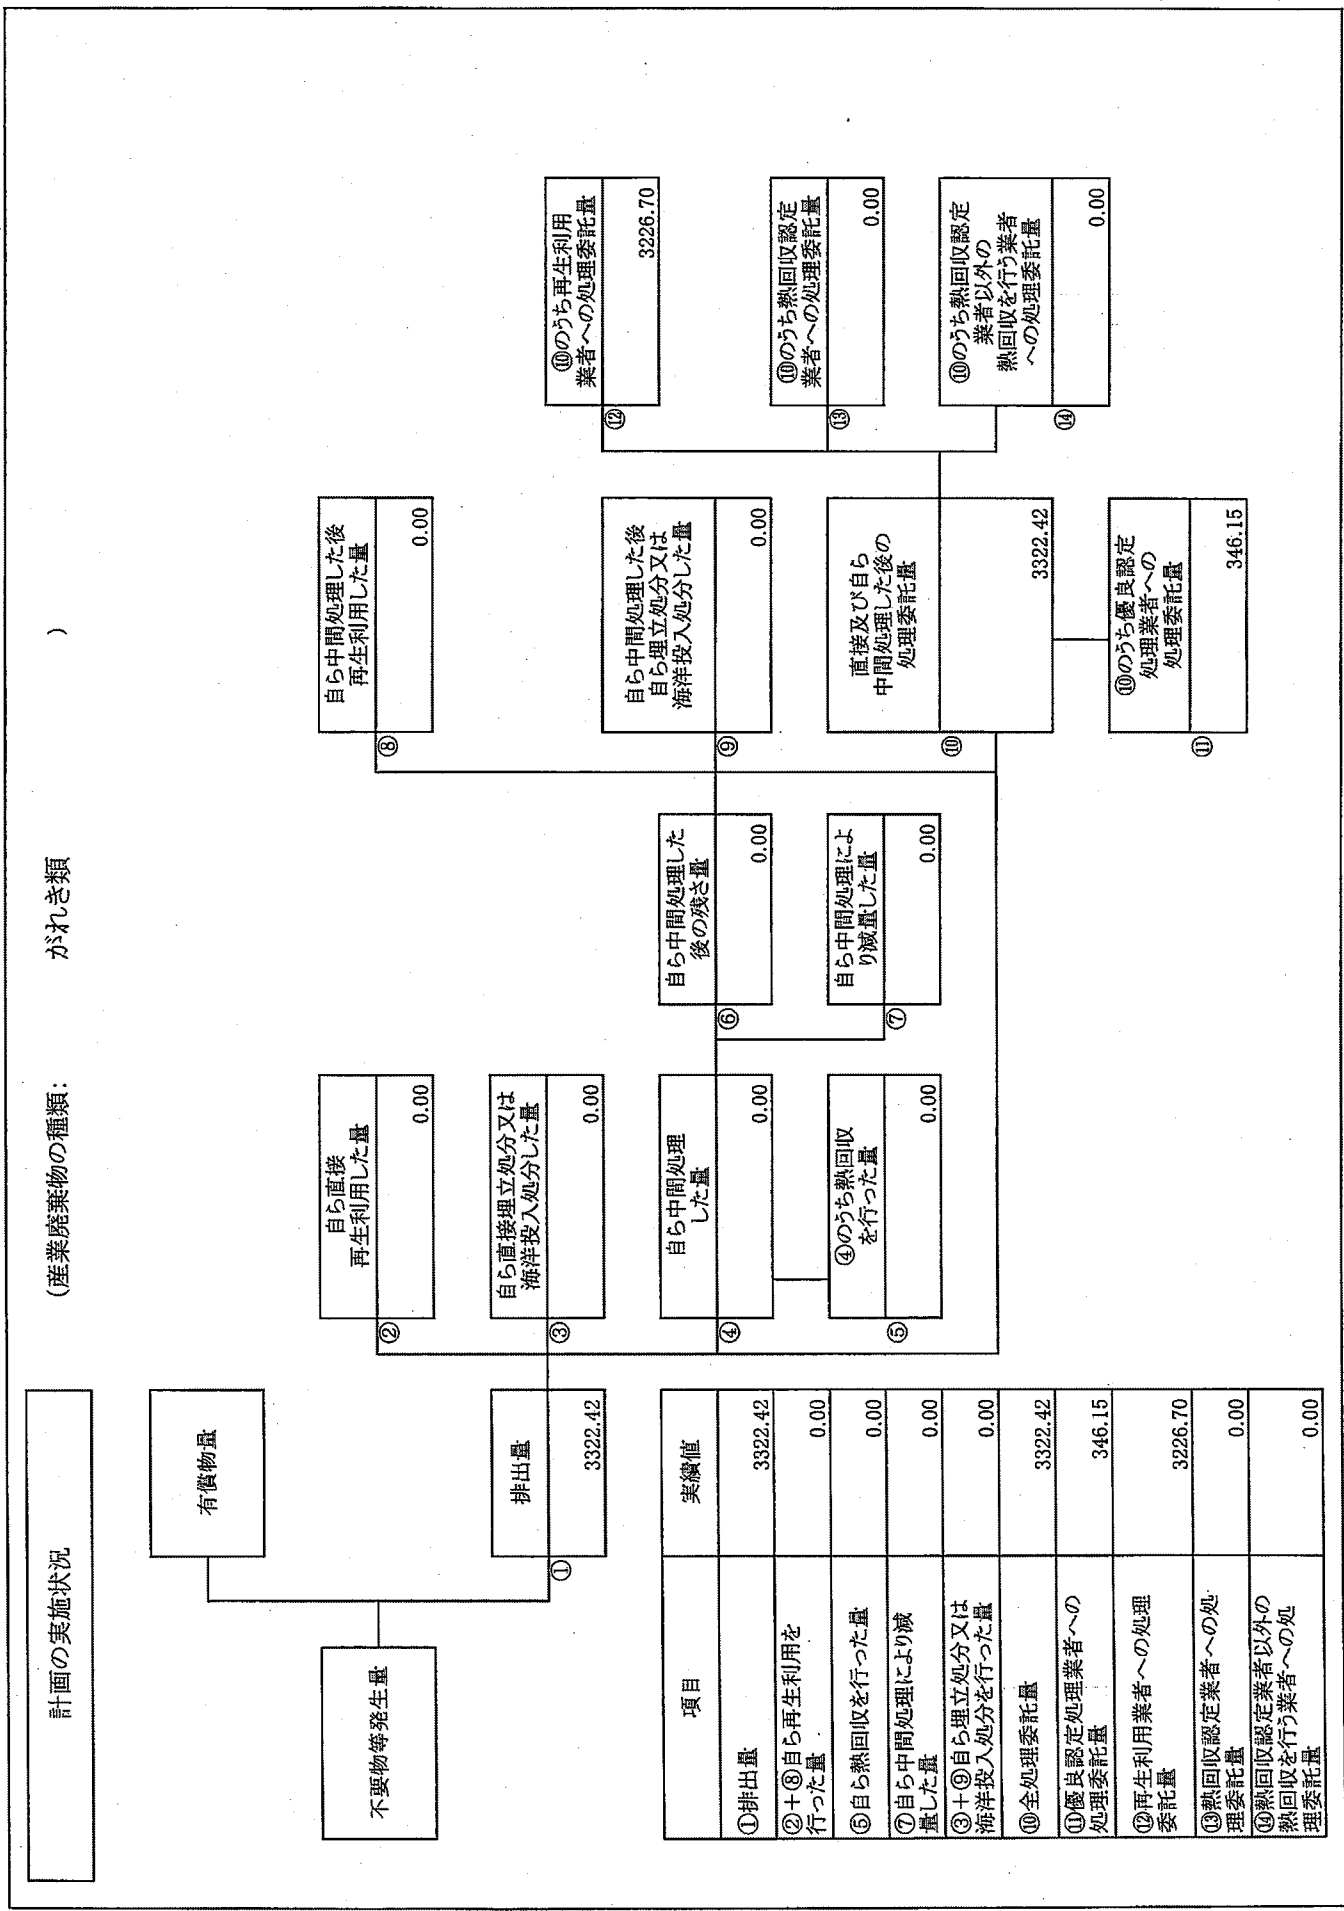 計画の実施状況
(産業廃棄物の種類:
がれき類
)
不要物等発生量
有償物量
①
排出量
3322.42
②
自ら直接
再生利用した量
0.00
③
自ら直接埋立処分又は
海洋投入処分した量
0.00
④
自ら中間処理
した量
0.00
⑤
④のうち熱回収
を行った量
0.00
⑥
自ら中間処理した
後の残さ量
0.00
⑦
自ら中間処理によ
り減量した量
0.00
⑧
自ら中間処理した後
再生利用した量
0.00
⑨
自ら中間処理した後
自ら埋立処分又は
海洋投入処分した量
0.00
⑩
直接及び自ら
中間処理した後の
処理委託量
3322.42
⑪
⑩のうち優良認定
処理業者への
処理委託量
346.15
⑫
⑩のうち再生利用
業者への処理委託量
3226.70
⑬
⑩のうち熱回収認定
業者への処理委託量
0.00
⑭
⑩のうち熱回収認定
業者以外の
熱回収を行う業者
への処理委託量
0.00
項目
実績値
①排出量
3322.42
②+⑧自ら再生利用を
行った量
0.00
⑤自ら熱回収を行った量
0.00
⑦自ら中間処理により減
量した量
0.00
③+⑨自ら埋立処分又は
海洋投入処分を行った量
0.00
⑩全処理委託量
3322.42
⑪優良認定処理業者への
処理委託量
346.15
⑫再生利用業者への処理
委託量
3226.70
⑬熱回収認定業者への処
理委託量
0.00
⑭熱回収認定業者以外の
熱回収を行う業者への処
理委託量
0.00